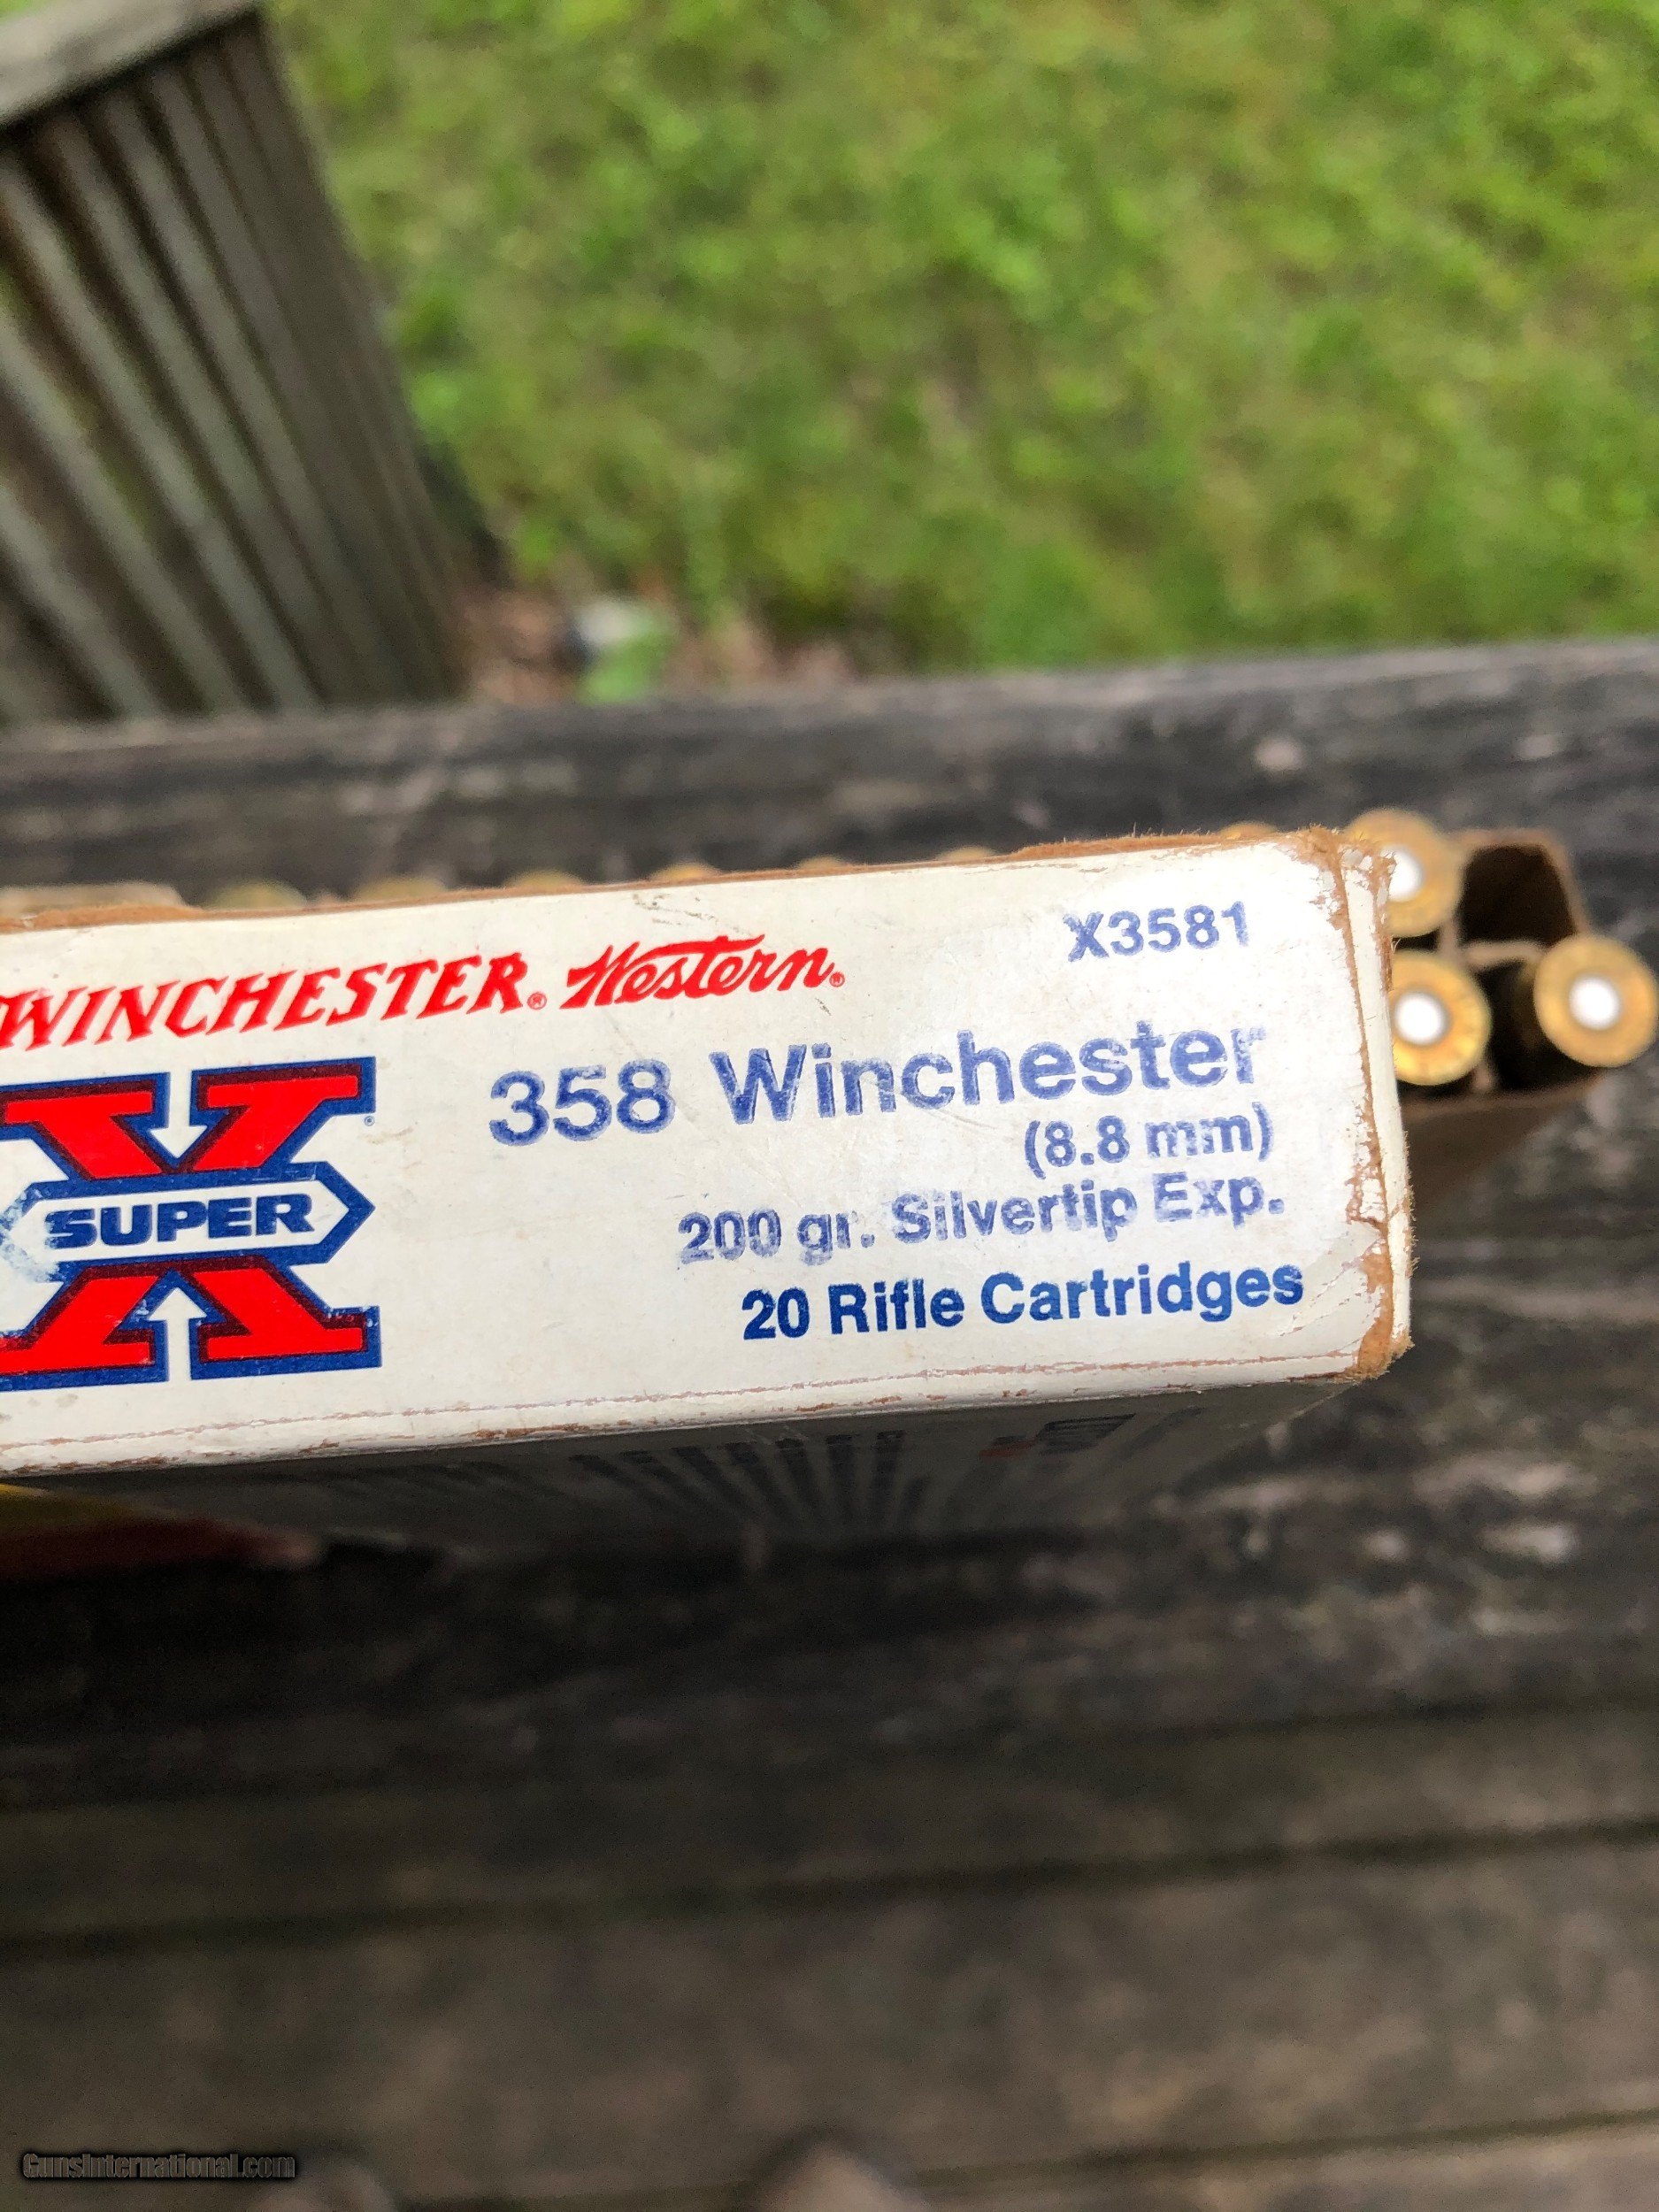 WINCHESTER® Western®
X3581
358 Winchester
(8.8 mm)
SUPER X
200 gr. Silvertip Exp.
20 Rifle Cartridges
GunsInternational.com